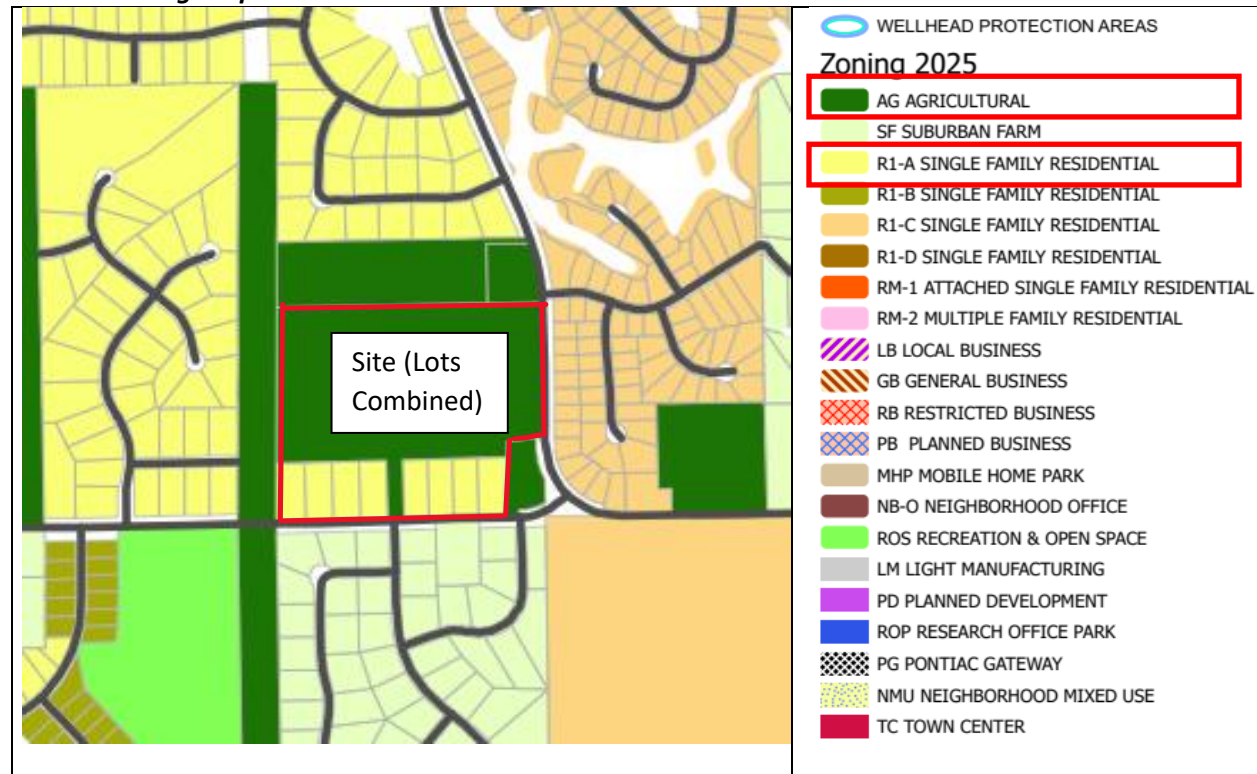 Site (Lots
Combined)
WELLHEAD PROTECTION AREAS
Zoning 2025
AG AGRICULTURAL
SF SUBURBAN FARM
R1-A SINGLE FAMILY RESIDENTIAL
R1-B SINGLE FAMILY RESIDENTIAL
R1-C SINGLE FAMILY RESIDENTIAL
R1-D SINGLE FAMILY RESIDENTIAL
RM-1 ATTACHED SINGLE FAMILY RESIDENTIAL
RM-2 MULTIPLE FAMILY RESIDENTIAL
LB LOCAL BUSINESS
GB GENERAL BUSINESS
RB RESTRICTED BUSINESS
PB PLANNED BUSINESS
MHP MOBILE HOME PARK
NB-O NEIGHBORHOOD OFFICE
ROS RECREATION & OPEN SPACE
LM LIGHT MANUFACTURING
PD PLANNED DEVELOPMENT
ROP RESEARCH OFFICE PARK
PG PONTIAC GATEWAY
NMU NEIGHBORHOOD MIXED USE
TC TOWN CENTER